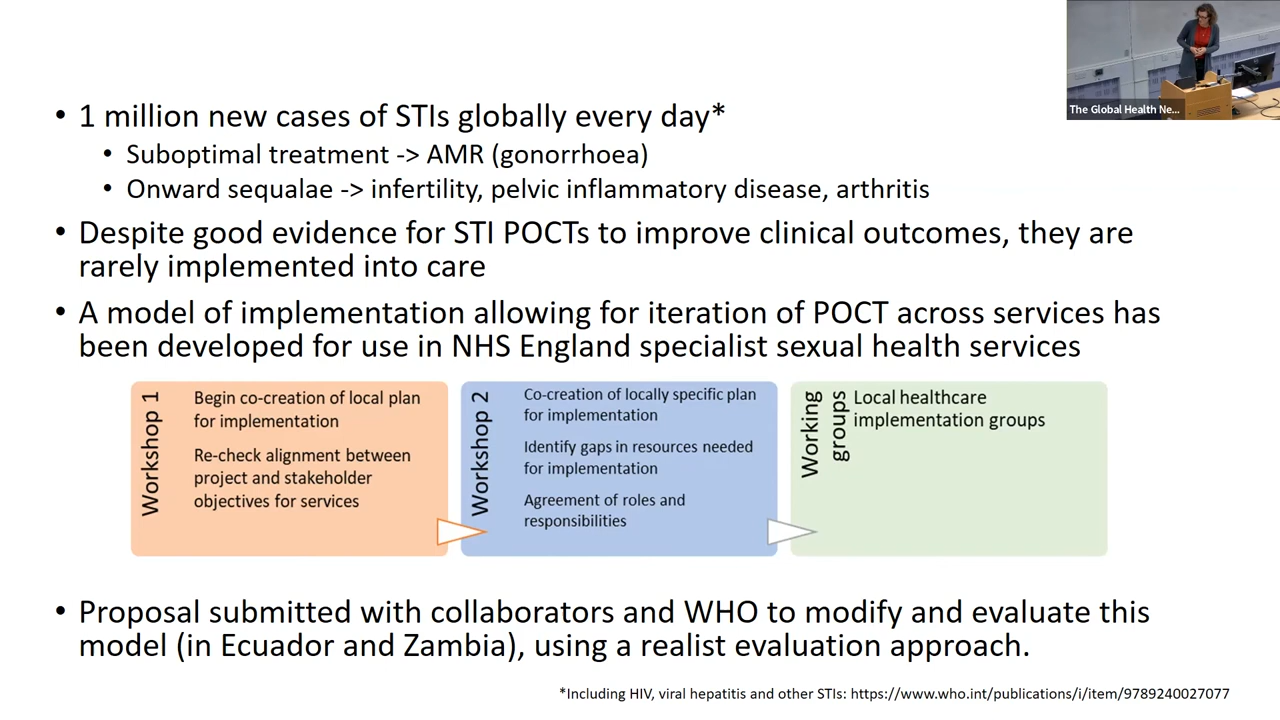 The Global Health Ne...
• 1 million new cases of STIs globally every day*
• Suboptimal treatment -> AMR (gonorrhoea)
• Onward sequalae -> infertility, pelvic inflammatory disease, arthritis
• Despite good evidence for STI POCTs to improve clinical outcomes, they are
rarely implemented into care
• A model of implementation allowing for iteration of POCT across services has
been developed for use in NHS England specialist sexual health services
Workshop 1
Begin co-creation of local plan
for implementation
Re-check alignment between
project and stakeholder
objectives for services
Workshop 2
Co-creation of locally specific plan
for implementation
Identify gaps in resources needed
for implementation
Agreement of roles and
responsibilities
Working
groups
Local healthcare
implementation groups
• Proposal submitted with collaborators and WHO to modify and evaluate this
model (in Ecuador and Zambia), using a realist evaluation approach.
*Including HIV, viral hepatitis and other STIs: https://www.who.int/publications/i/item/9789240027077